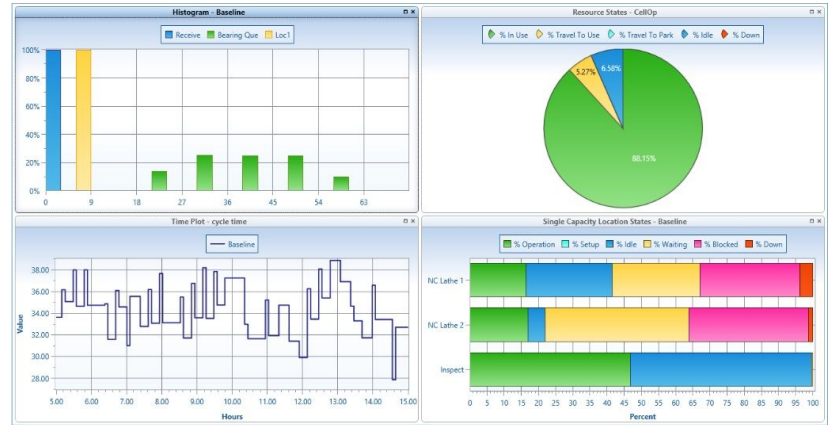 Histogram - Baseline
Receive Bearing Que Loc1
100%
80%
60%
40%
20%
0%
0 9 18 27 36 45 54 63
Resource States - CellOp
% In Use % Travel To Use % Travel To Park % Idle % Down
5.27% 6.58%
88.15%
Time Plot - cycle time
Baseline
Value
38.00
36.00
34.00
32.00
30.00
28.00
5.00 6.00 7.00 8.00 9.00 10.00 11.00 12.00 13.00 14.00 15.00
Hours
Single Capacity Location States - Baseline
% Operation % Setup % Idle % Waiting % Blocked % Down
NC Lathe 1
NC Lathe 2
Inspect
0 5 10 15 20 25 30 35 40 45 50 55 60 65 70 75 80 85 90 95 100
Percent